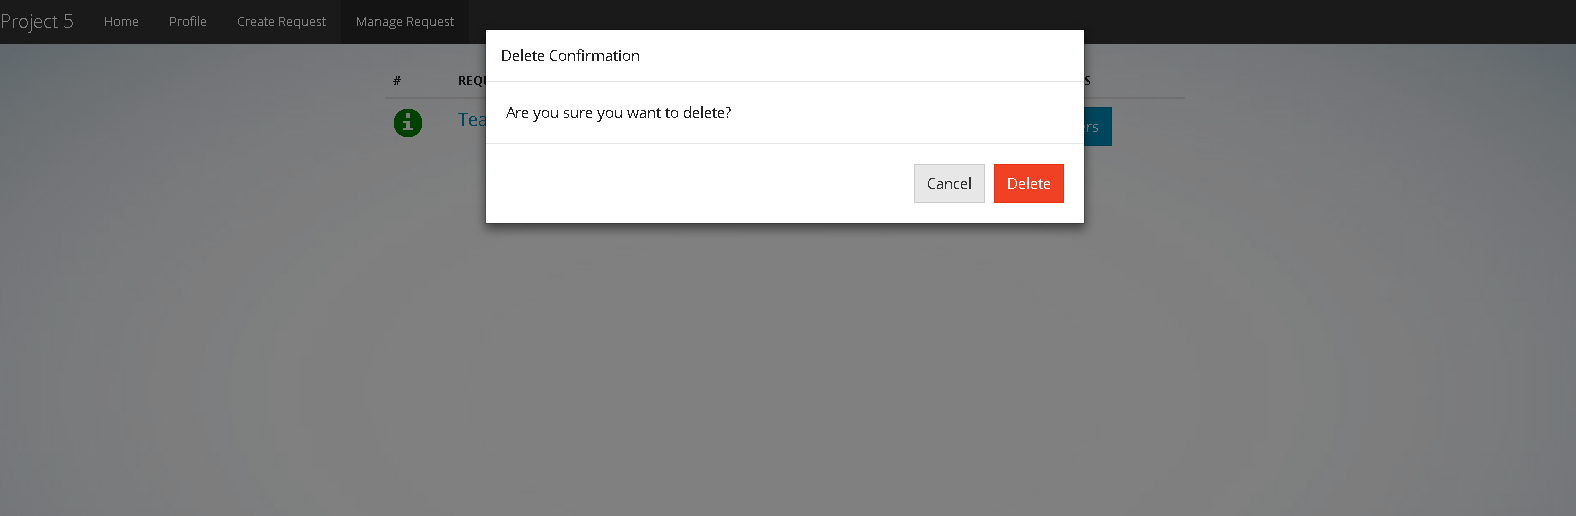 Project 5 Home Profile Create Request Manage Request
Delete Confirmation
#
Are you sure you want to delete?
Cancel Delete